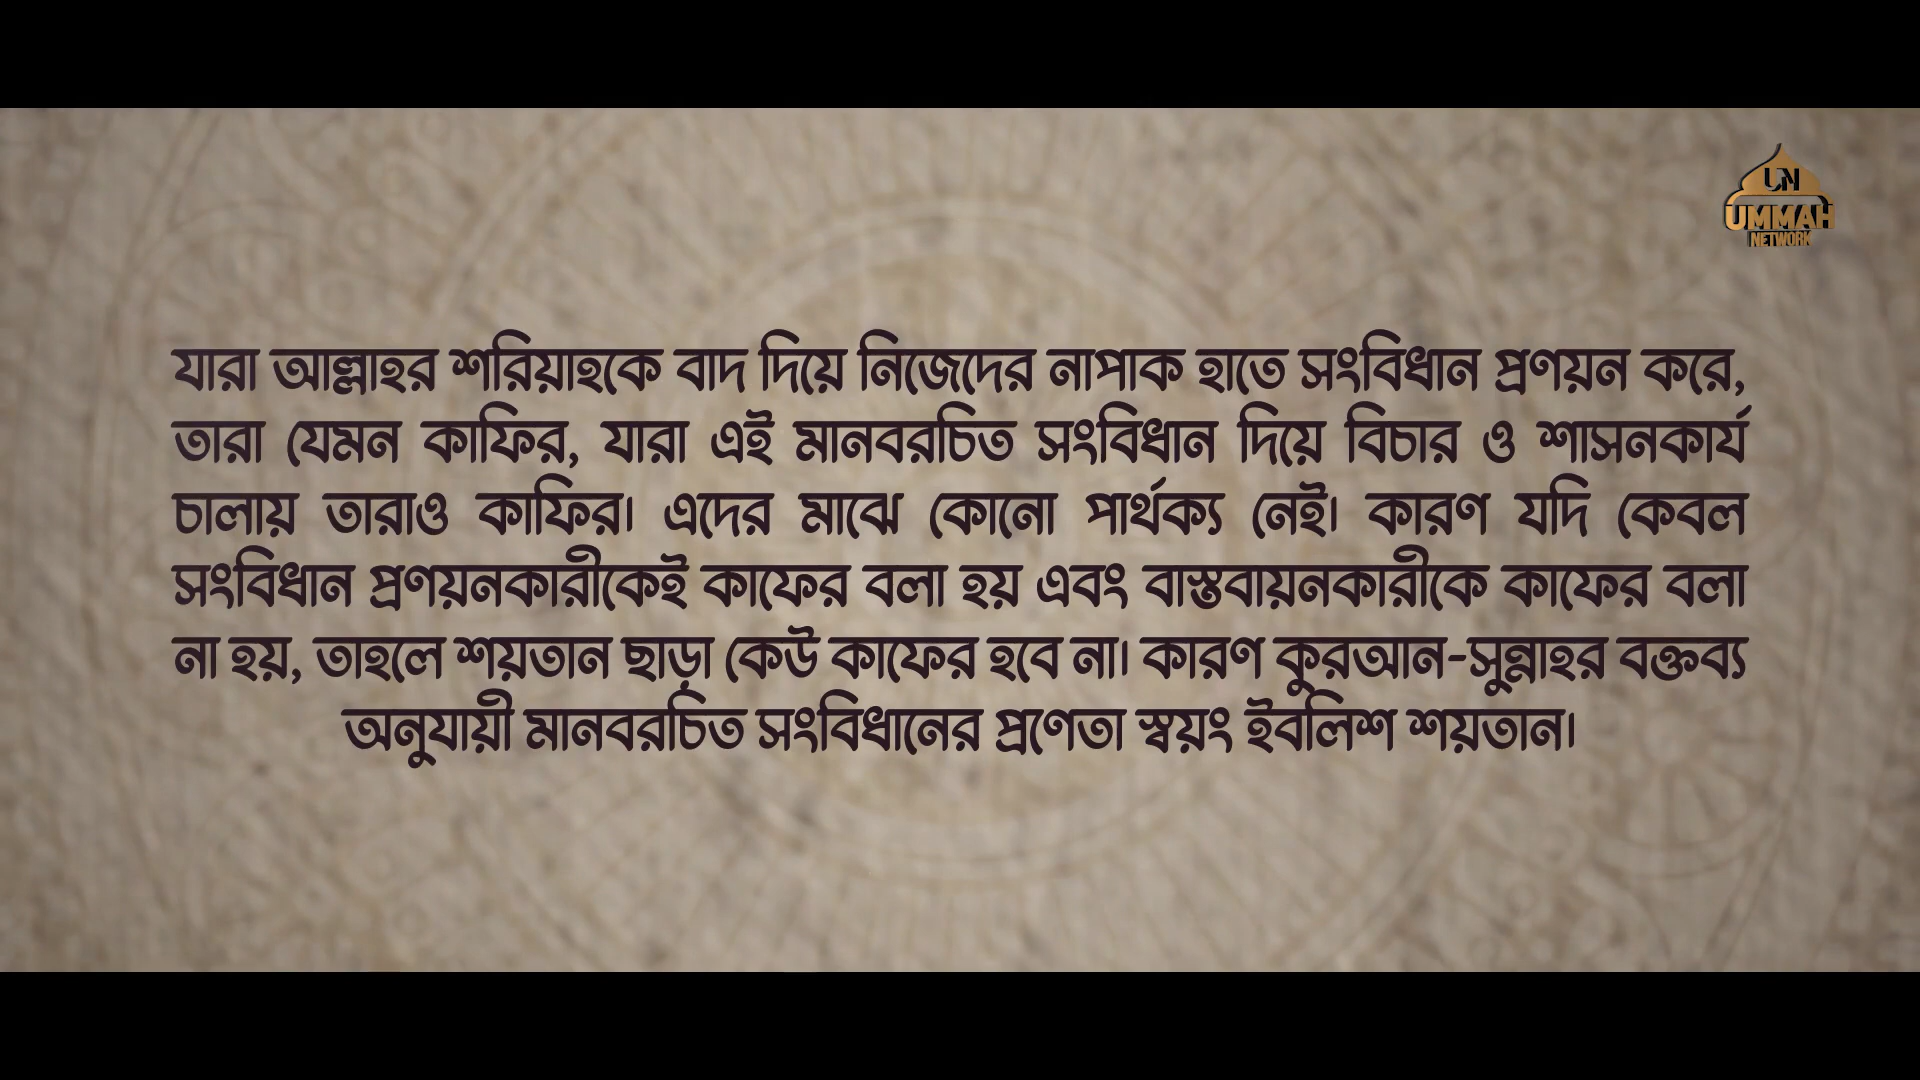 UN
UMMAH
NETWORK
যারা আল্লাহর শরিয়াহকে বাদ দিয়ে নিজেদের নাপাক হাতে সংবিধান প্রণয়ন করে,
তারা যেমন কাফির, যারা এই মানবরচিত সংবিধান দিয়ে বিচার ও শাসনকার্য
চালায় তারাও কাফির। এদের মাঝে কোনো পার্থক্য নেই। কারণ যদি কেবল
সংবিধান প্রণয়নকারীকেই কাফের বলা হয় এবং বাস্তবায়নকারীকে কাফের বলা
না হয়, তাহলে শয়তান ছাড়া কেউ কাফের হবে না। কারণ কুরআন-সুন্নাহর বক্তব্য
অনুযায়ী মানবরচিত সংবিধানের প্রণেতা স্বয়ং ইবলিশ শয়তান।